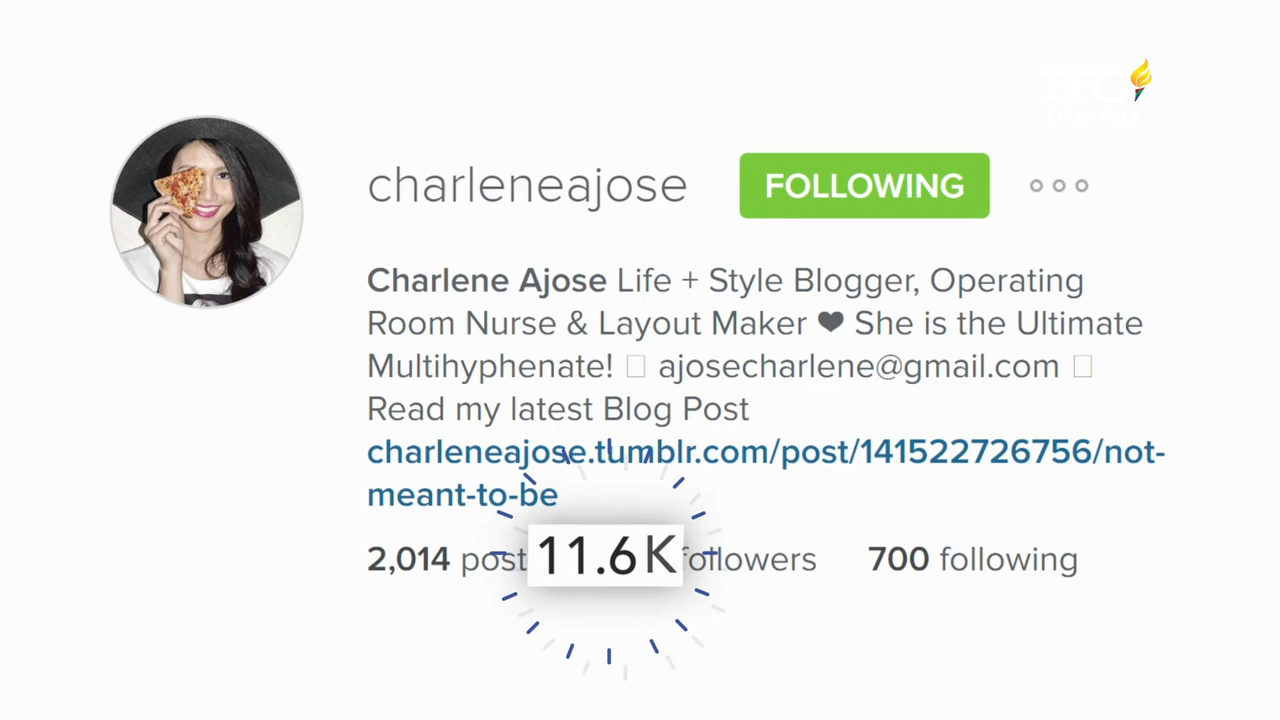 TFC
LIFESTYLE
charleneajose FOLLOWING
Charlene Ajose Life + Style Blogger, Operating
Room Nurse & Layout Maker ❤ She is the Ultimate
Multihyphenate! ajosecharlene@gmail.com
Read my latest Blog Post
charleneajose.tumblr.com/post/141522726756/not-
meant-to-be
2,014 post 11.6K followers 700 following